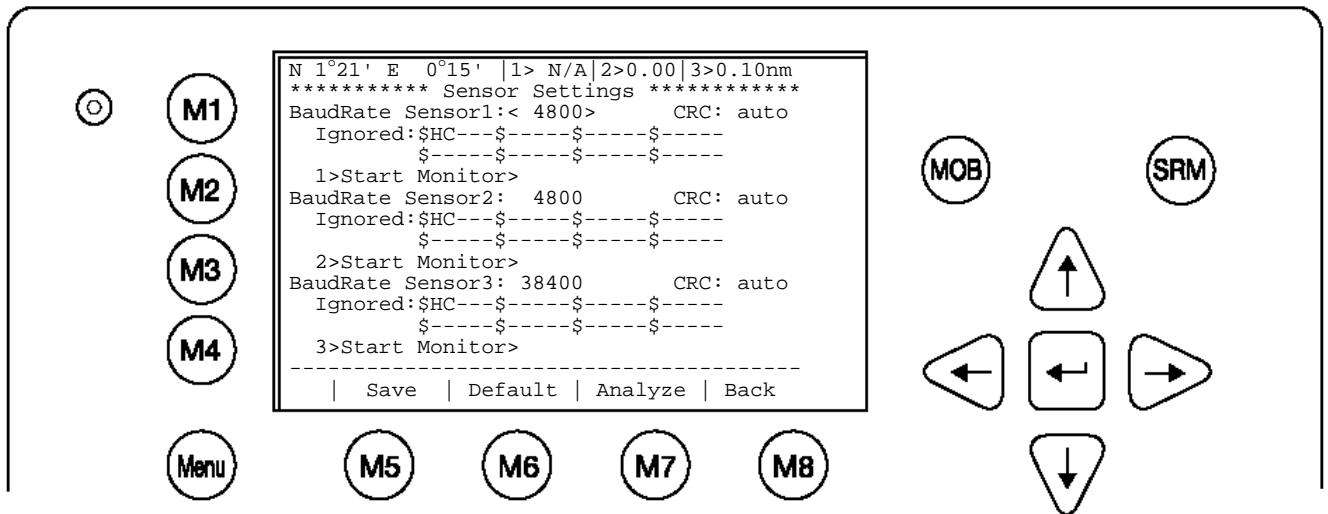 N 1°21' E 0°15' |1> N/A|2>0.00|3>0.10nm
*********** Sensor Settings ************
BaudRate Sensor1:< 4800> CRC: auto
Ignored:$HC---$-----$-----$-----
$-----$-----$-----$-----
1>Start Monitor>
BaudRate Sensor2: 4800 CRC: auto
Ignored:$HC---$-----$-----$-----
$-----$-----$-----$-----
2>Start Monitor>
BaudRate Sensor3: 38400 CRC: auto
Ignored:$HC---$-----$-----$-----
$-----$-----$-----$-----
3>Start Monitor>
----------------------------------------
| Save | Default | Analyze | Back
M1
M2
M3
M4
Menu
M5 M6 M7 M8
MOB SRM